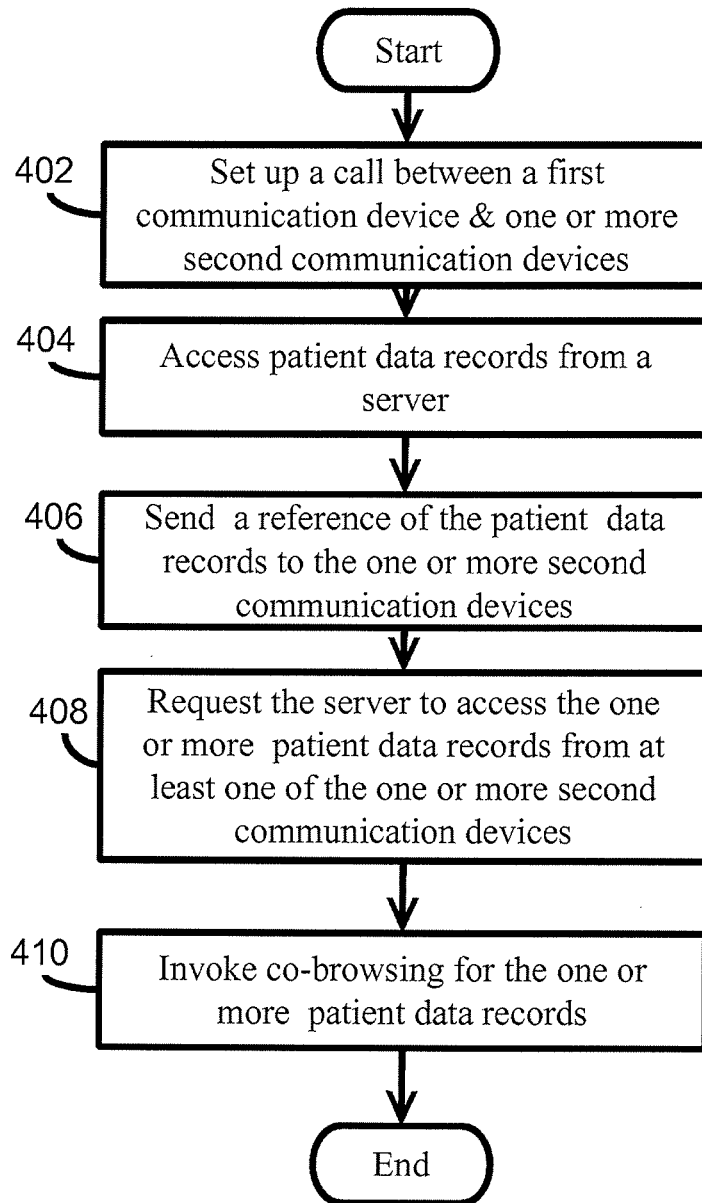 Start
402
Set up a call between a first
communication device & one or more
second communication devices
404
Access patient data records from a
server
406
Send a reference of the patient data
records to the one or more second
communication devices
408
Request the server to access the one
or more patient data records from at
least one of the one or more second
communication devices
410
Invoke co-browsing for the one or
more patient data records
End